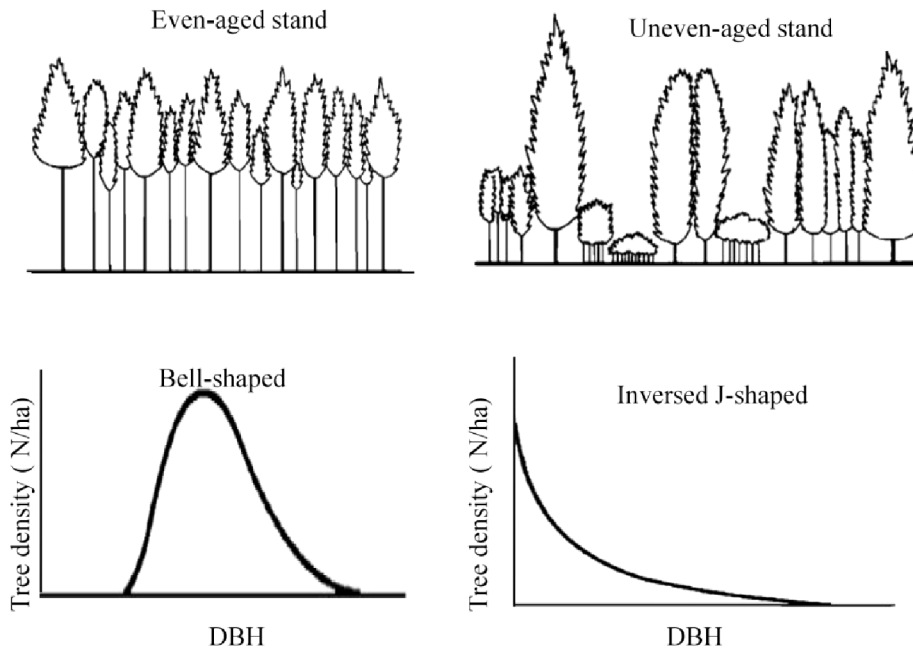 Even-aged stand
Uneven-aged stand
Bell-shaped
Tree density ( N/ha)
DBH
Inversed J-shaped
Tree density ( N/ha)
DBH